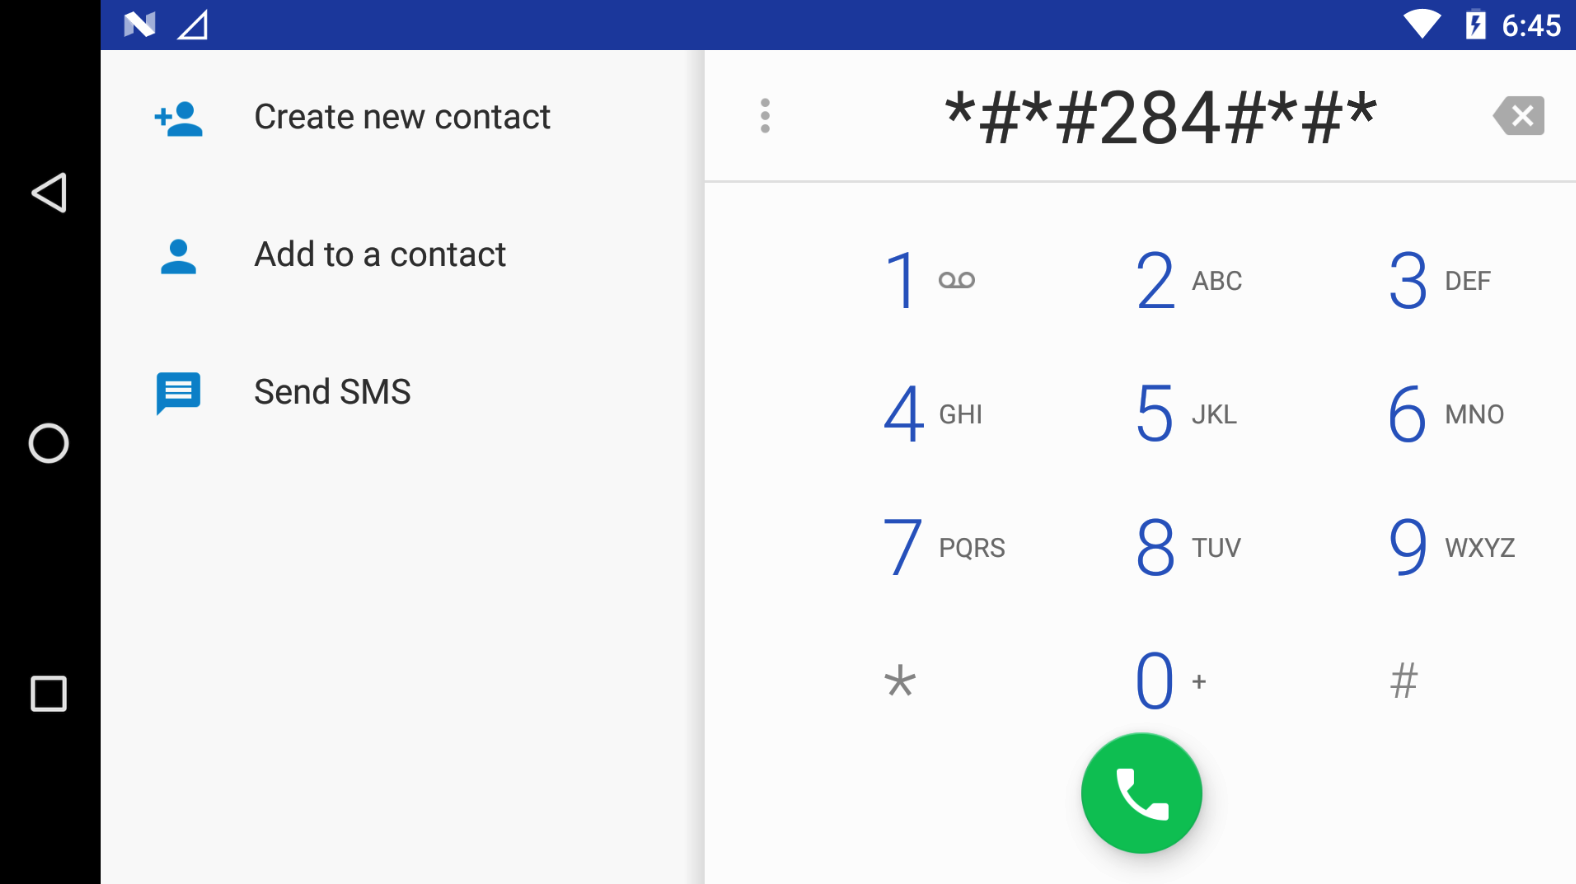 6:45
Create new contact
Add to a contact
Send SMS
*#*#284#*#*
1
2 ABC
3 DEF
4 GHI
5 JKL
6 MNO
7 PQRS
8 TUV
9 WXYZ
*
0 +
#